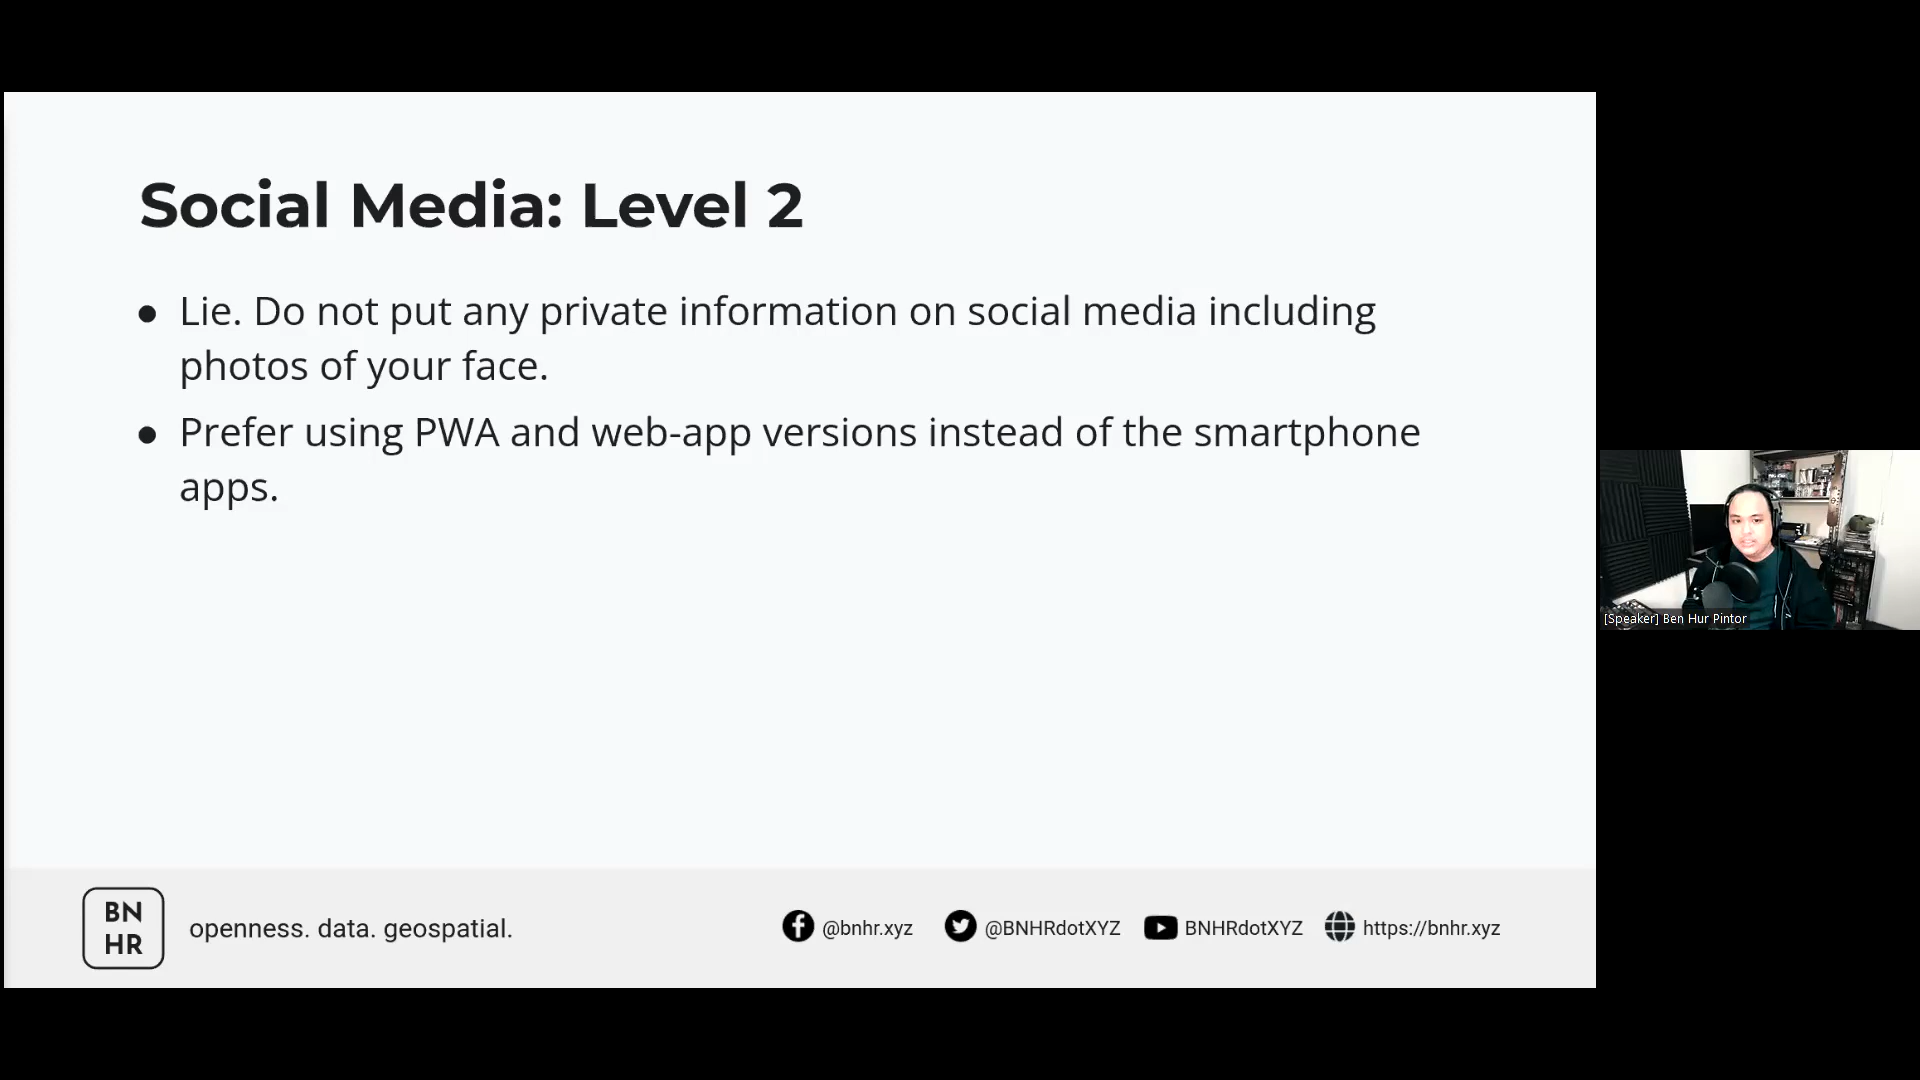 Social Media: Level 2
● Lie. Do not put any private information on social media including
photos of your face.
● Prefer using PWA and web-app versions instead of the smartphone
apps.
[Speaker] Ben Hur Pintor
BN
HR
openness. data. geospatial.
@bnhr.xyz
@BNHRdotXYZ
BNHRdotXYZ
https://bnhr.xyz